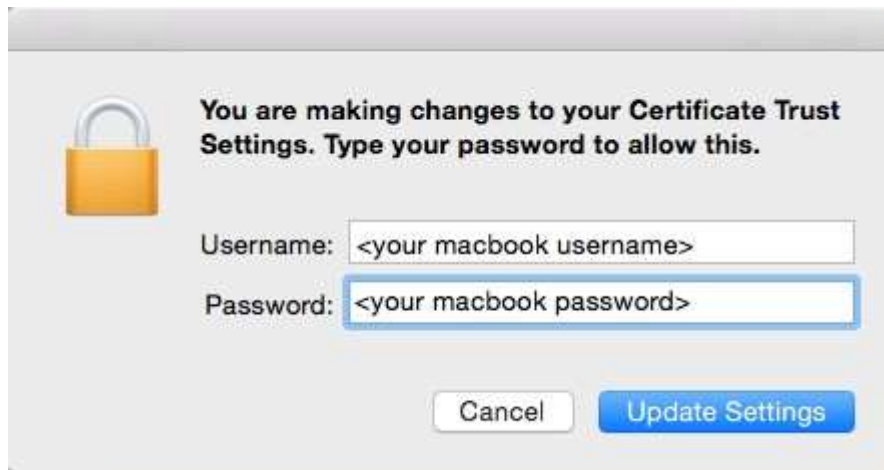 You are making changes to your Certificate Trust
Settings. Type your password to allow this.
Username: <your macbook username>
Password: <your macbook password>
Cancel Update Settings